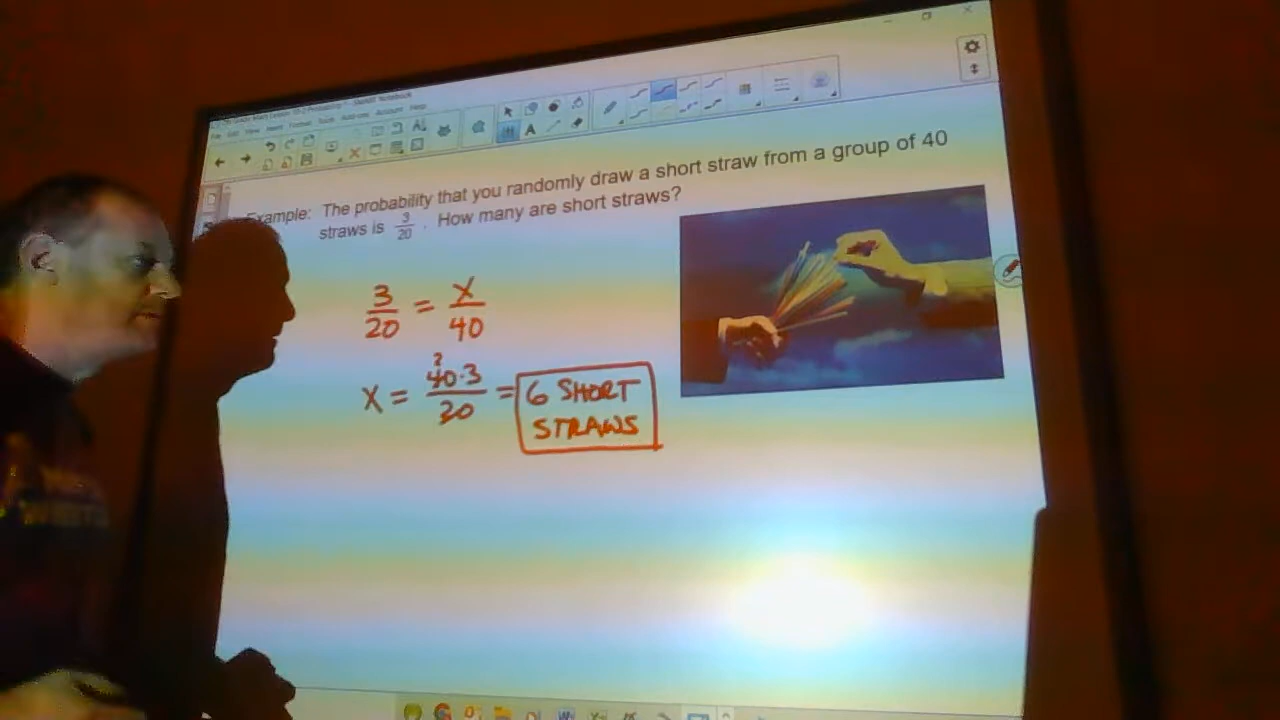 Example: The probability that you randomly draw a short straw from a group of 40
straws is 3/20 . How many are short straws?
3/20 = X/40
X = 40·3/20 = 6 SHORT STRAWS
2